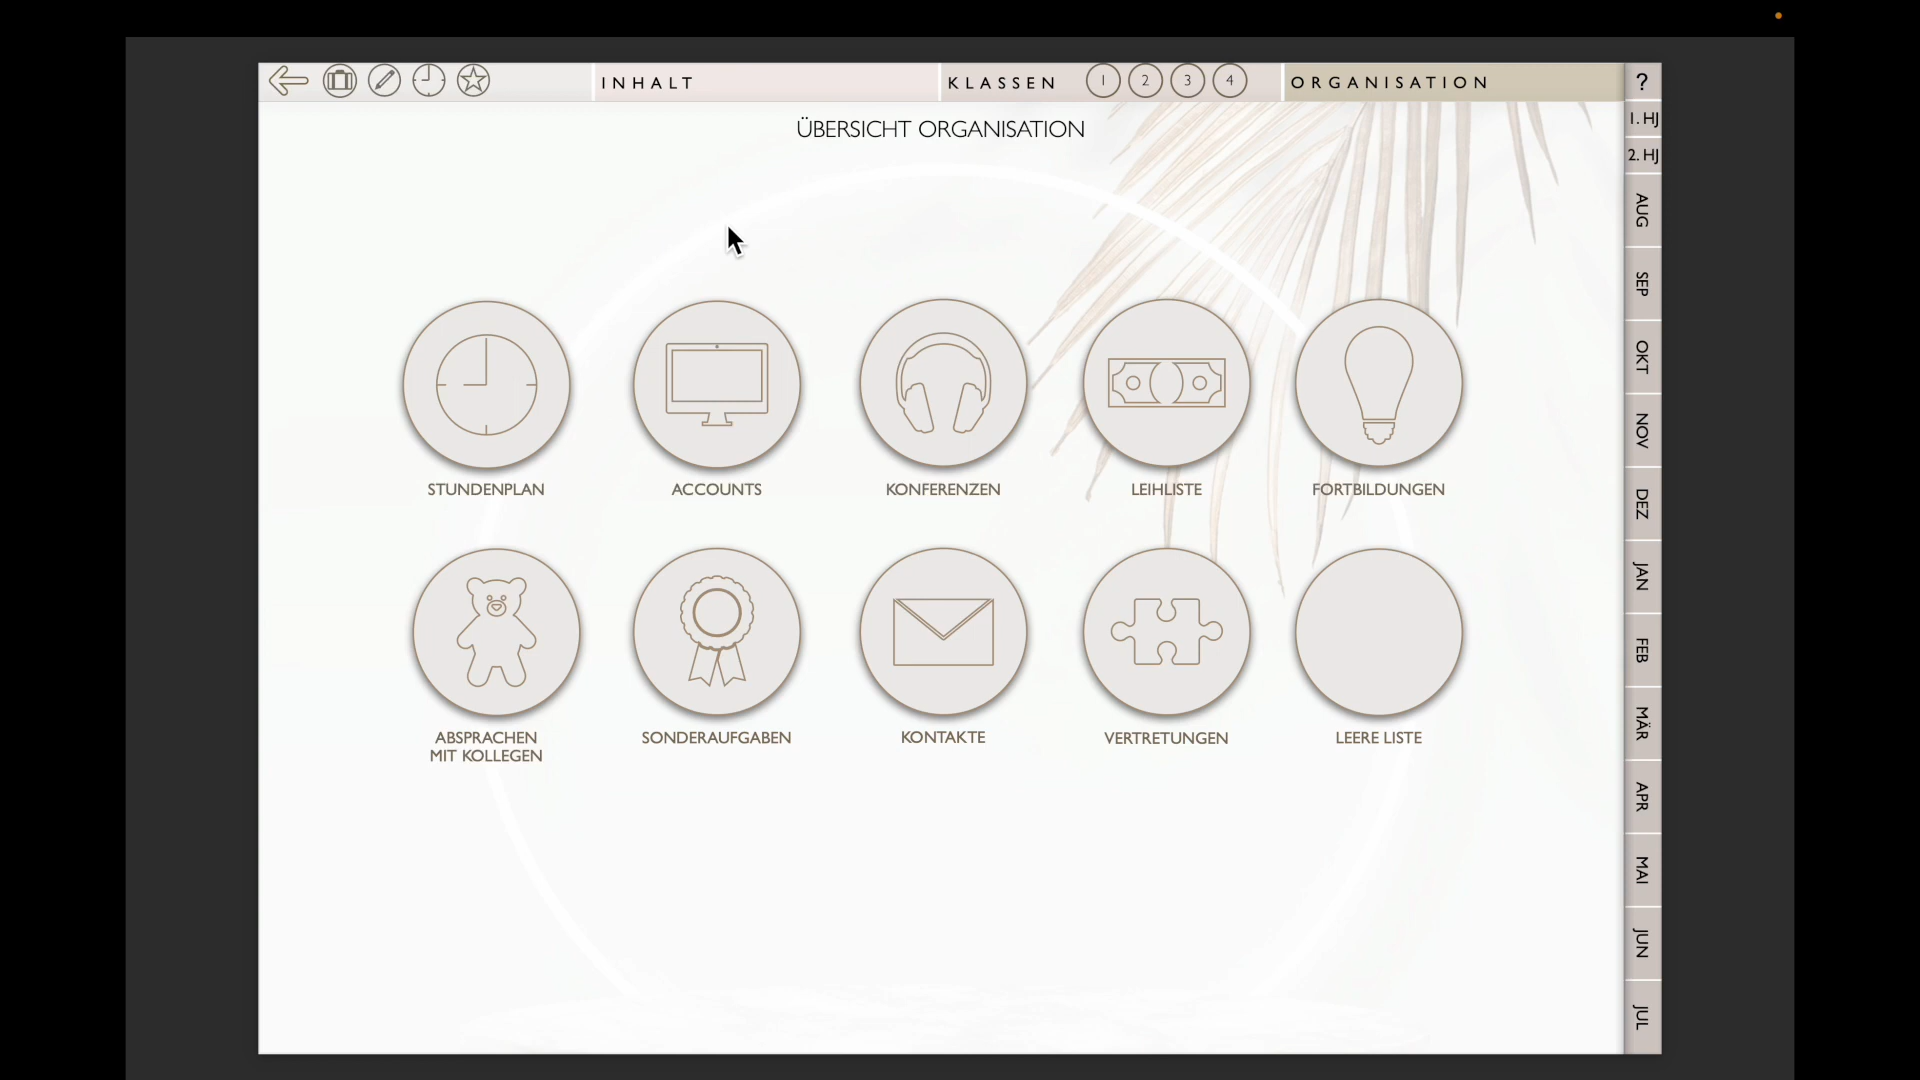 INHALT
KLASSEN 1 2 3 4
ORGANISATION
?
1. HJ
2. HJ
AUG
SEP
OKT
NOV
DEZ
JAN
FEB
MÄR
APR
MAI
JUN
JUL
ÜBERSICHT ORGANISATION
STUNDENPLAN
ACCOUNTS
KONFERENZEN
LEIHLISTE
FORTBILDUNGEN
ABSPRACHEN
MIT KOLLEGEN
SONDERAUFGABEN
KONTAKTE
VERTRETUNGEN
LEERE LISTE